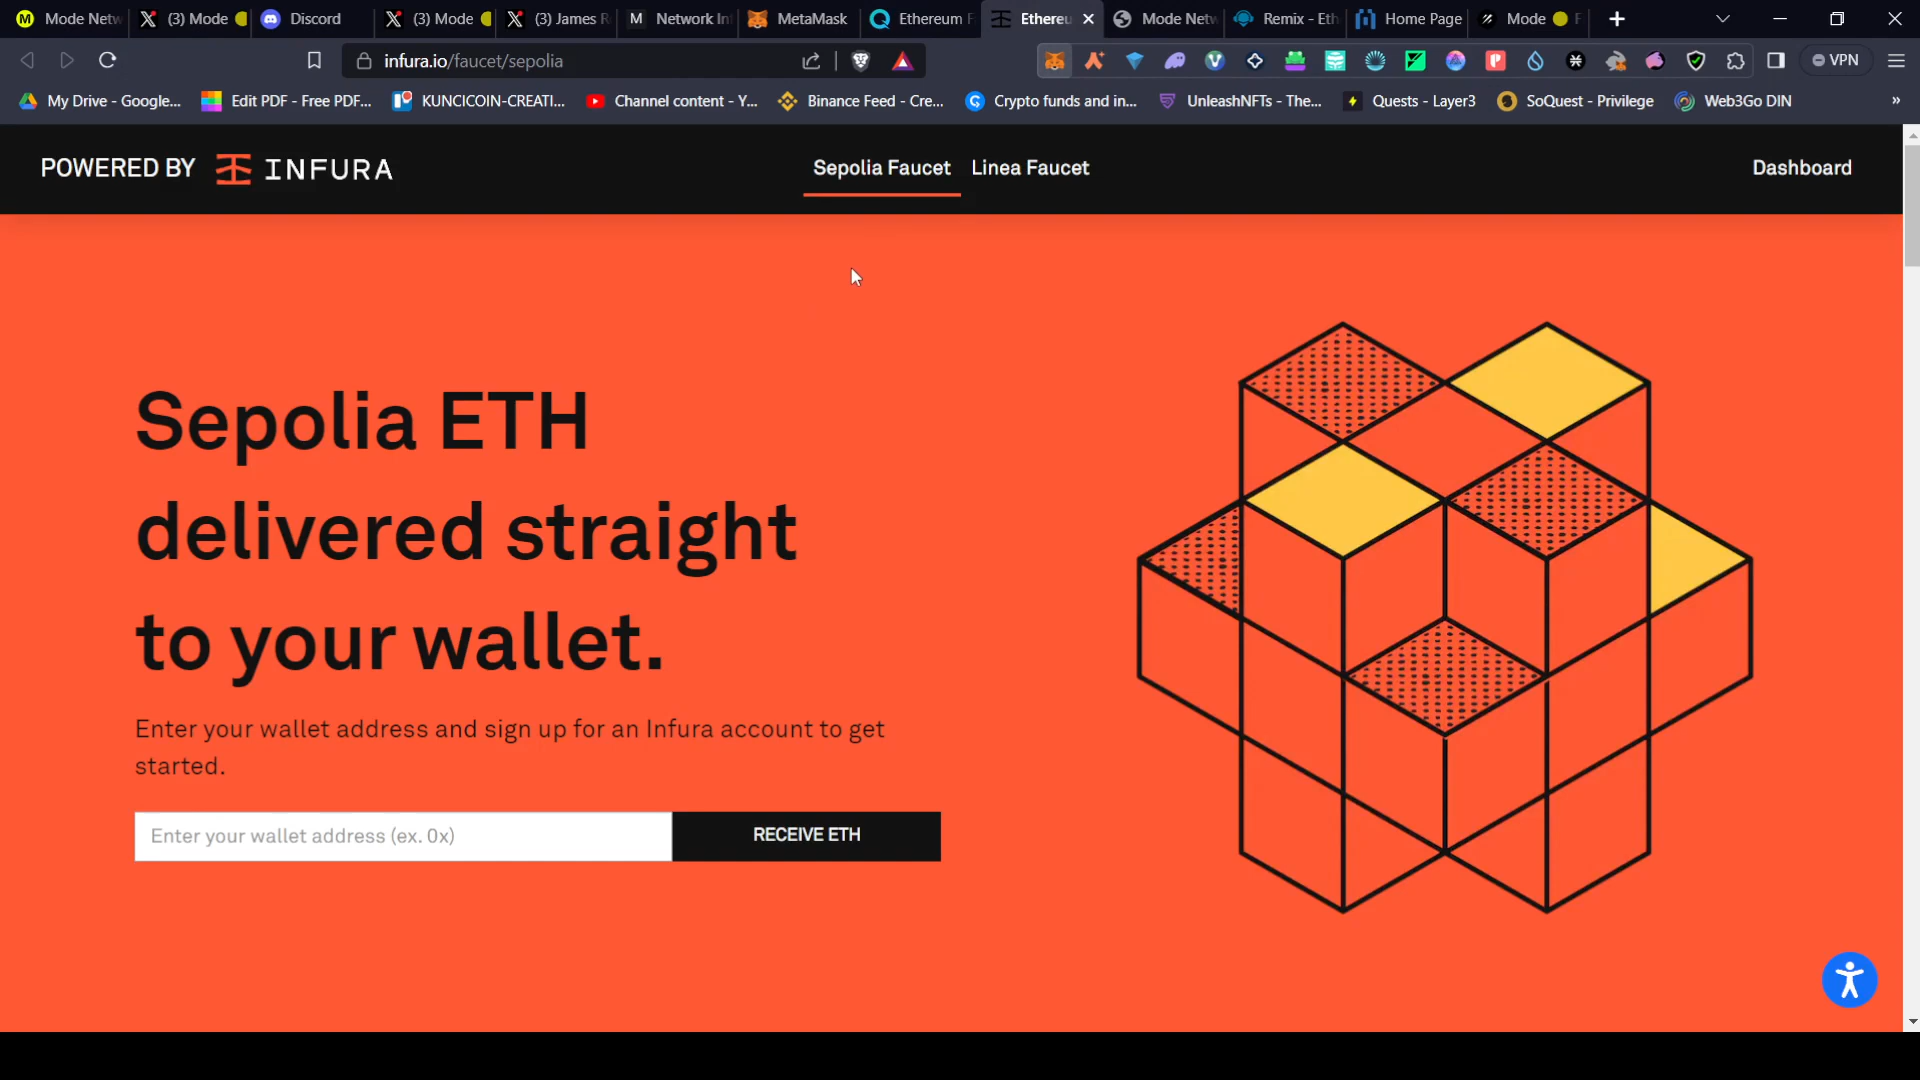 Mode Netw
(3) Mode
Discord
(3) Mode
(3) James R
Network In
MetaMask
Ethereum F
Ethereu
Mode Netw
Remix - Eth
Home Page
Mode
infura.io/faucet/sepolia
VPN
My Drive - Google...
Edit PDF - Free PDF...
KUNCICOIN-CREATI...
Channel content - Y...
Binance Feed - Cre...
Crypto funds and in...
UnleashNFTs - The...
Quests - Layer3
SoQuest - Privilege
Web3Go DIN
»
POWERED BY INFURA
Sepolia Faucet
Linea Faucet
Dashboard
Sepolia ETH
delivered straight
to your wallet.
Enter your wallet address and sign up for an Infura account to get
started.
Enter your wallet address (ex. 0x)
RECEIVE ETH